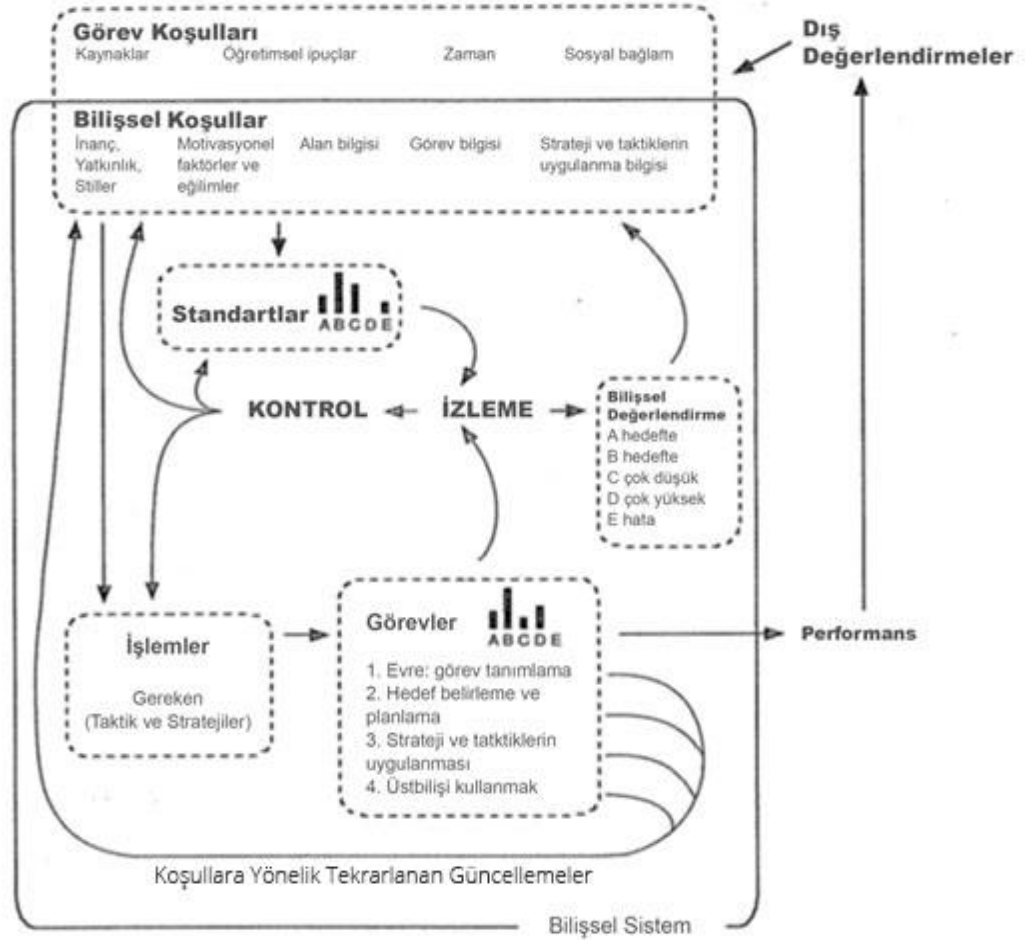 Görev Koşulları
Kaynaklar Öğretimsel ipuçlar Zaman Sosyal bağlam
Dış
Değerlendirmeler
Bilişsel Koşullar
İnanç,
Yatkınlık,
Stiller
Motivasyonel
faktörler ve
eğilimler
Alan bilgisi
Görev bilgisi
Strateji ve taktiklerin
uygulanma bilgisi
Standartlar
A B C D E
KONTROL
İZLEME
Bilişsel
Değerlendirme
A hedefte
B hedefte
C çok düşük
D çok yüksek
E hata
İşlemler
Gereken
(Taktik ve Stratejiler)
Görevler
A B C D E
1. Evre: görev tanımlama
2. Hedef belirleme ve
planlama
3. Strateji ve tatktiklerin
uygulanması
4. Üstbilişi kullanmak
Performans
Koşullara Yönelik Tekrarlanan Güncellemeler
Bilişsel Sistem